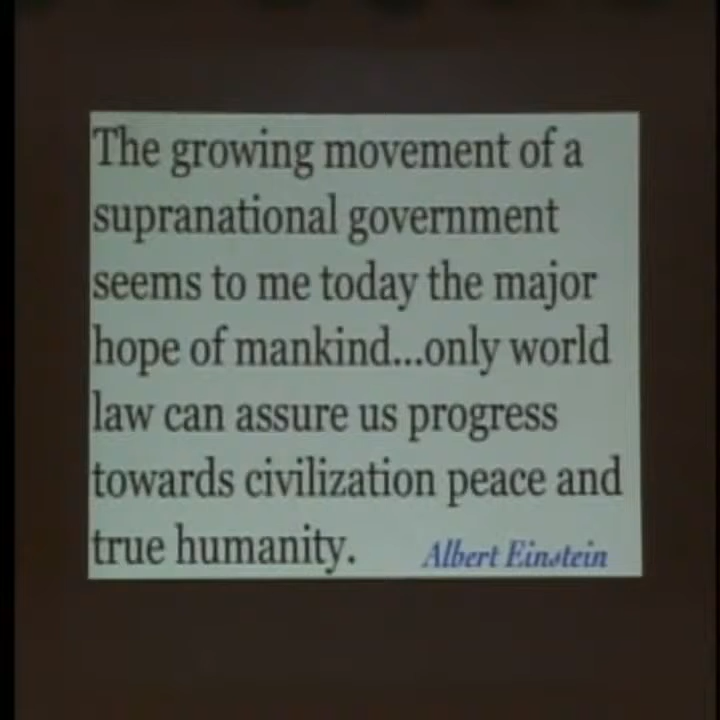 The growing movement of a
supranational government
seems to me today the major
hope of mankind...only world
law can assure us progress
towards civilization peace and
true humanity. Albert Einstein